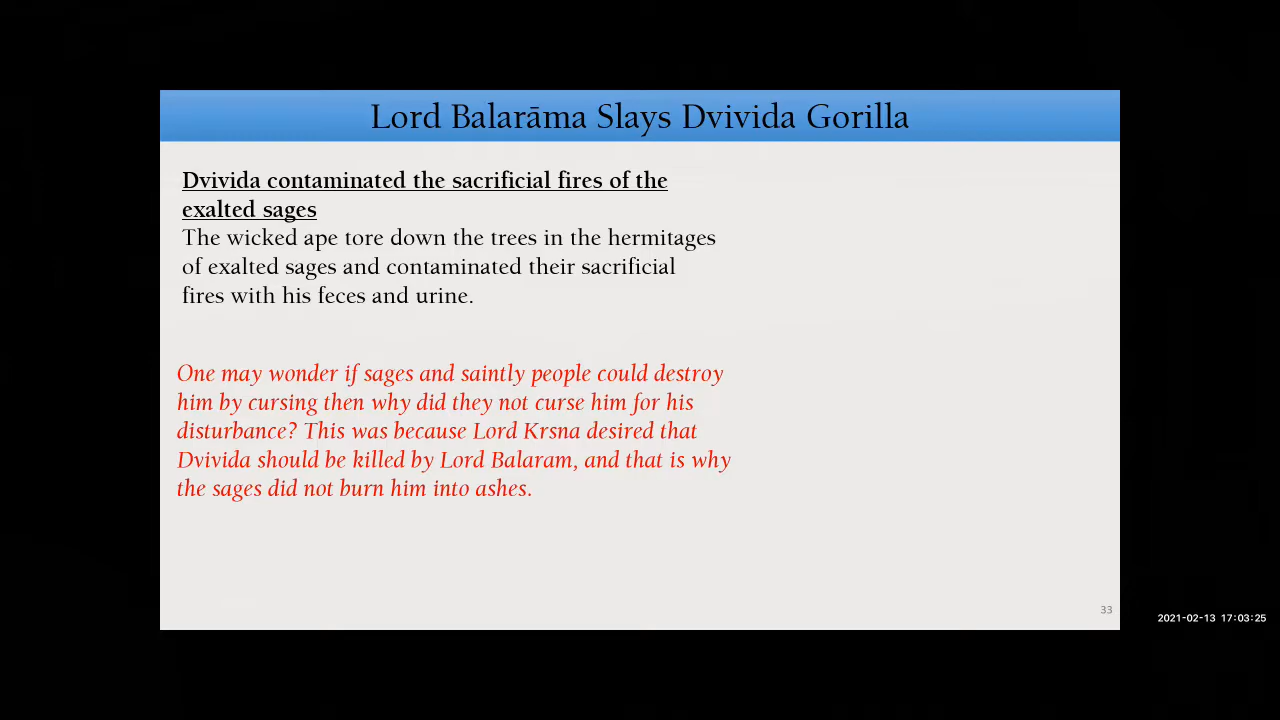 Lord Balarāma Slays Dvivida Gorilla
Dvivida contaminated the sacrificial fires of the
exalted sages
The wicked ape tore down the trees in the hermitages
of exalted sages and contaminated their sacrificial
fires with his feces and urine.
One may wonder if sages and saintly people could destroy
him by cursing then why did they not curse him for his
disturbance? This was because Lord Krsna desired that
Dvivida should be killed by Lord Balaram, and that is why
the sages did not burn him into ashes.
33
2021-02-13 17:03:25